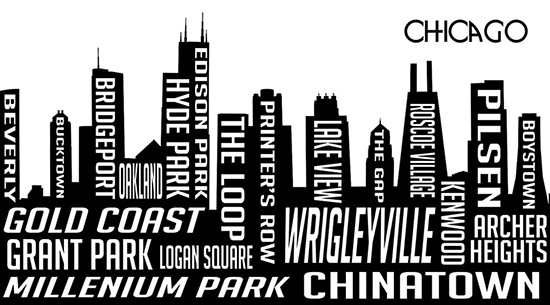 CHICAGO
BEVERLY
BUCKTOWN
BRIDGEPORT
OAKLAND
HYDE PARK
EDISON PARK
THE LOOP
PRINTER'S ROW
LAKE VIEW
THE GAP
ROSCOE VILLAGE
KENWOOD
PILSEN
BOYSTOWN
GOLD COAST
WRIGLEYVILLE
ARCHER
HEIGHTS
GRANT PARK
LOGAN SQUARE
MILLENIUM PARK
CHINATOWN